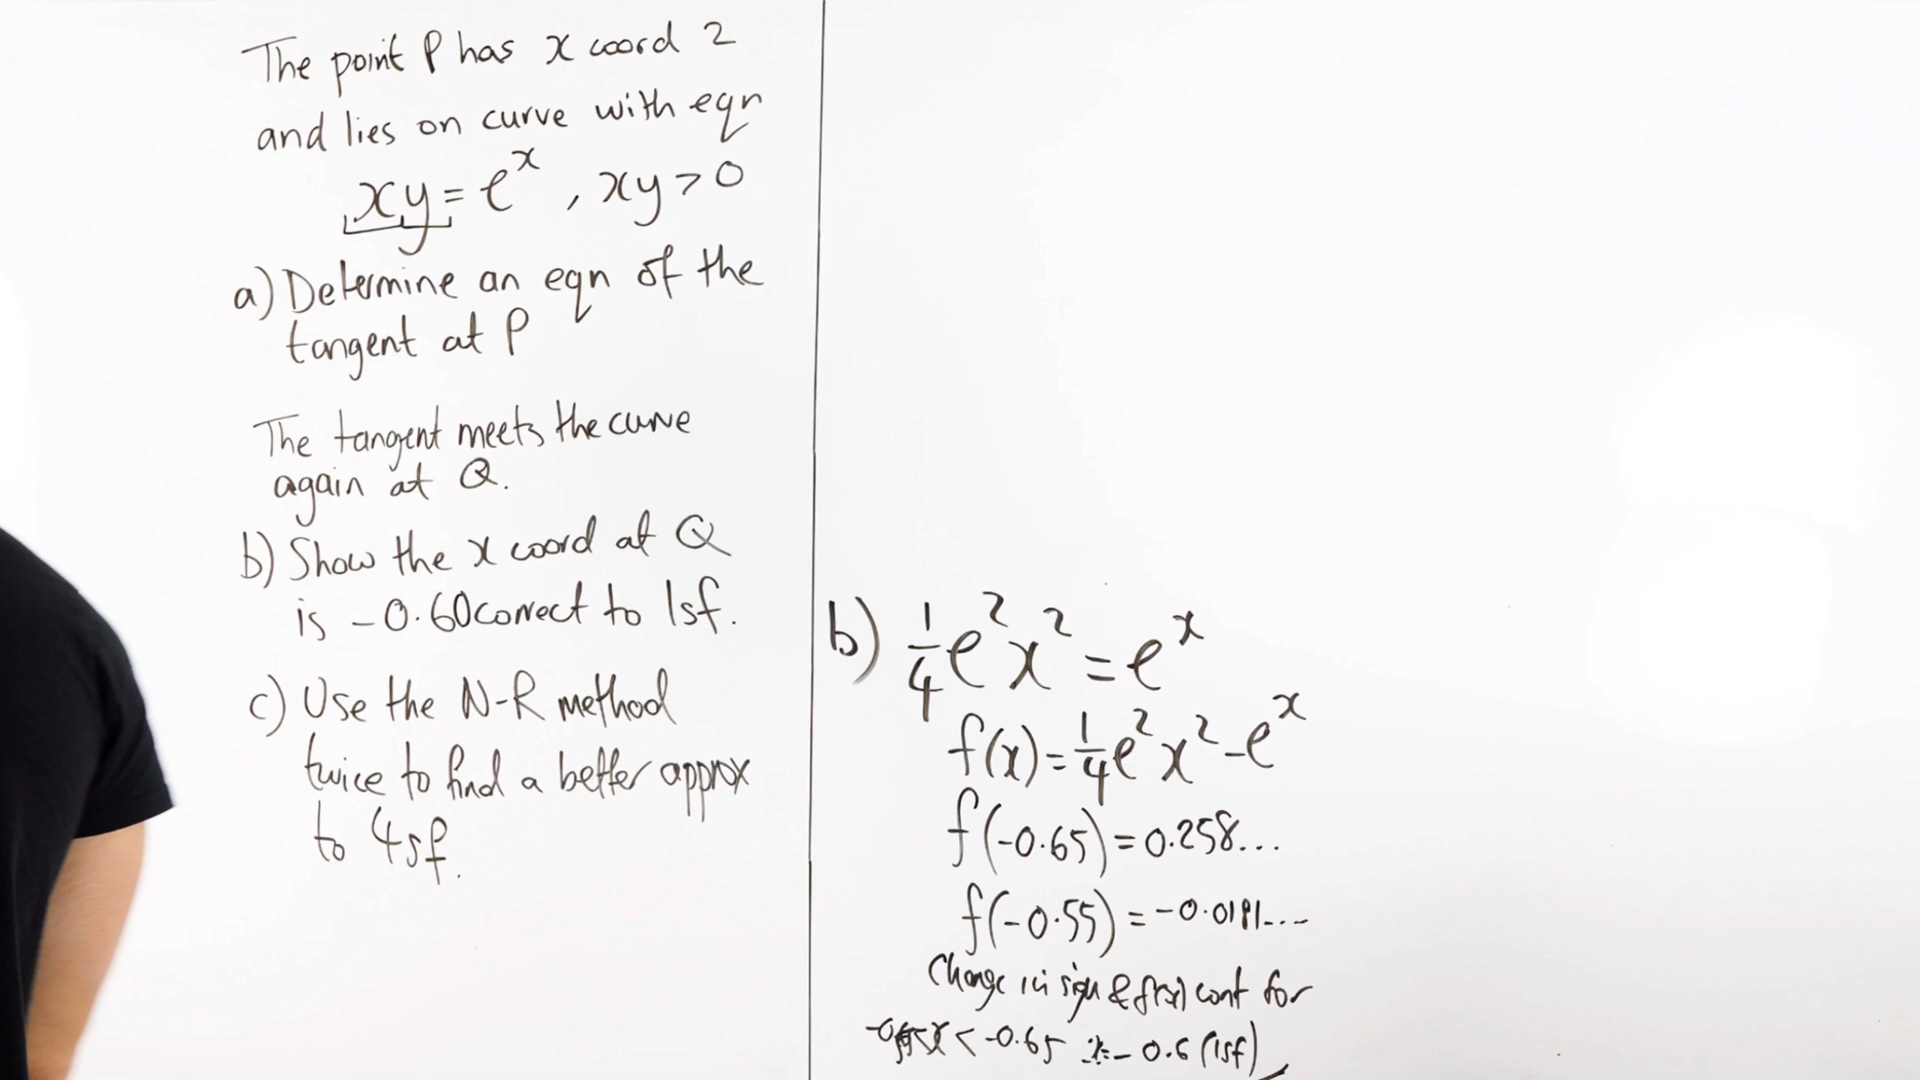 The point P has x coord 2
and lies on curve with eqn
xy = e^x , xy > 0
a) Determine an eqn of the
tangent at P
The tangent meets the curve
again at Q.
b) Show the x coord at Q
is -0.60 correct to 1sf.
c) Use the N-R method
twice to find a better approx
to 4sf.
b) 1/4 e^2 x^2 = e^x
f(x) = 1/4 e^2 x^2 - e^x
f(-0.65) = 0.258...
f(-0.55) = -0.0181...
Change in sign & f(x) cont for
< x < -0.65 - 0.6 (1sf)